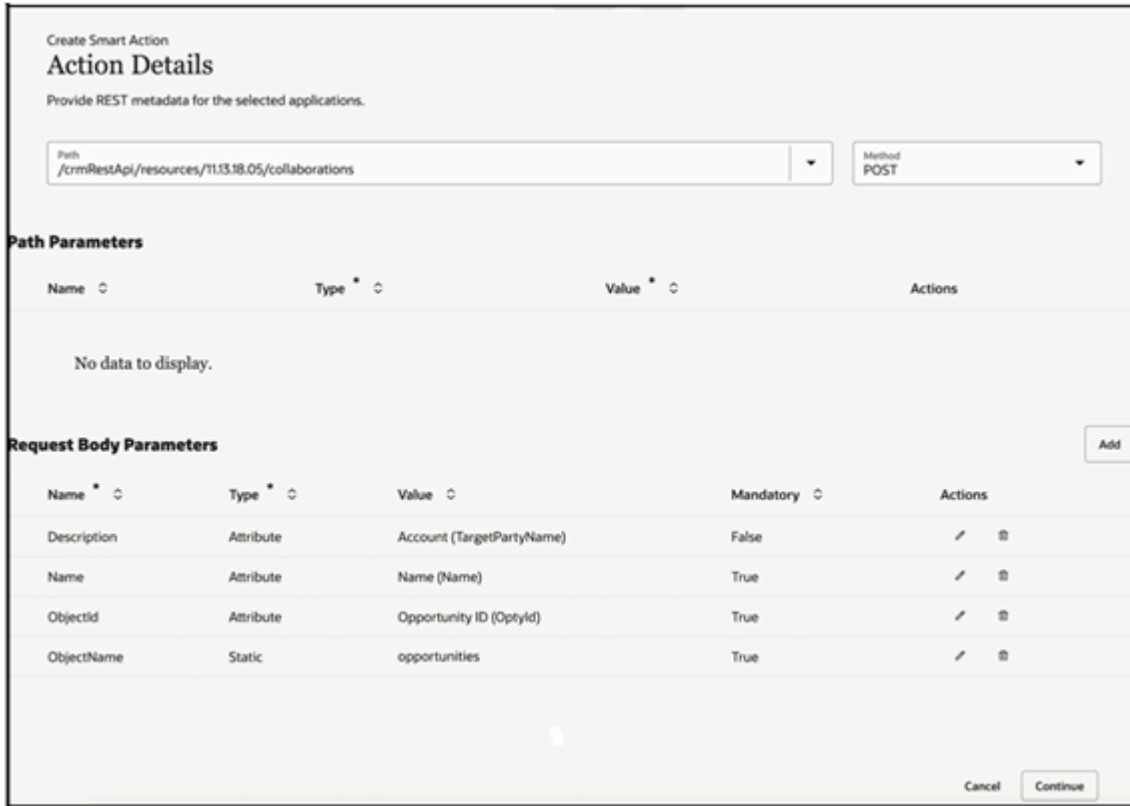 Create Smart Action
Action Details
Provide REST metadata for the selected applications.
Path
/crmRestApi/resources/11.13.18.05/collaborations
Method
POST
Path Parameters
Name Type * Value * Actions
No data to display.
Request Body Parameters
Add
Name * Type * Value Mandatory Actions
Description Attribute Account (TargetPartyName) False
Name Attribute Name (Name) True
ObjectId Attribute Opportunity ID (OptyId) True
ObjectName Static opportunities True
Cancel Continue